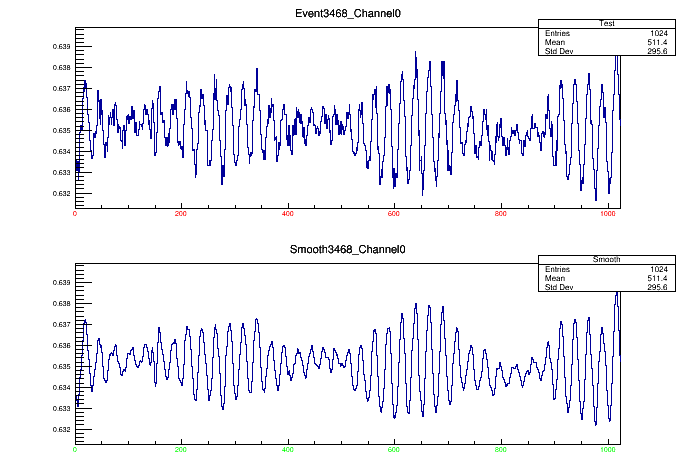 Event3468_Channel0
Test
Entries 1024
Mean 511.4
Std Dev 295.6
0.639
0.638
0.637
0.636
0.635
0.634
0.633
0.632
0 200 400 600 800 1000
Smooth3468_Channel0
Smooth
Entries 1024
Mean 511.4
Std Dev 295.6
0.639
0.638
0.637
0.636
0.635
0.634
0.633
0.632
0 200 400 600 800 1000